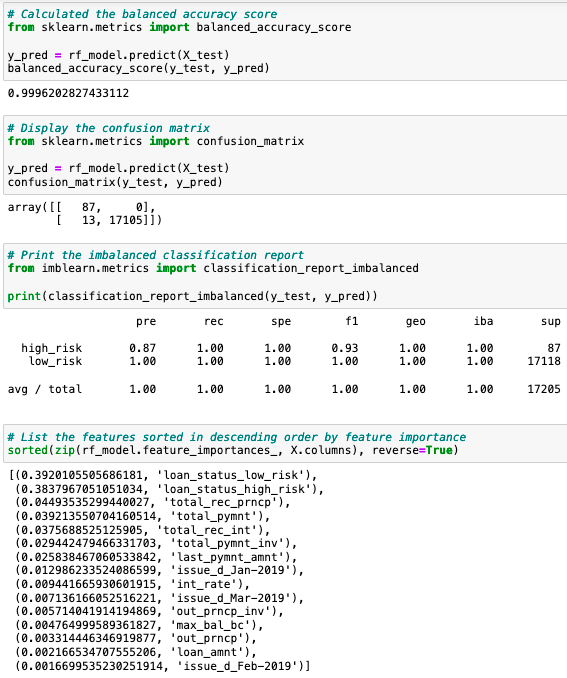 # Calculated the balanced accuracy score
from sklearn.metrics import balanced_accuracy_score
y_pred = rf_model.predict(X_test)
balanced_accuracy_score(y_test, y_pred)
0.9996202827433112
# Display the confusion matrix
from sklearn.metrics import confusion_matrix
y_pred = rf_model.predict(X_test)
confusion_matrix(y_test, y_pred)
array([[   87,     0],
       [   13, 17105]])
# Print the imbalanced classification report
from imblearn.metrics import classification_report_imbalanced
print(classification_report_imbalanced(y_test, y_pred))
pre rec spe f1 geo iba sup
high_risk 0.87 1.00 1.00 0.93 1.00 1.00 87
low_risk 1.00 1.00 1.00 1.00 1.00 1.00 17118
avg / total 1.00 1.00 1.00 1.00 1.00 1.00 17205
# List the features sorted in descending order by feature importance
sorted(zip(rf_model.feature_importances_, X.columns), reverse=True)
[(0.3920105505686181, 'loan_status_low_risk'),
(0.3837967051051034, 'loan_status_high_risk'),
(0.04493535299440027, 'total_rec_prncp'),
(0.039213550704160514, 'total_pymnt'),
(0.0375688525125905, 'total_rec_int'),
(0.029442479466331703, 'total_pymnt_inv'),
(0.025838467060533842, 'last_pymnt_amnt'),
(0.012986233524086599, 'issue_d_Jan-2019'),
(0.009441665930601915, 'int_rate'),
(0.007136166052516221, 'issue_d_Mar-2019'),
(0.005714041914194869, 'out_prncp_inv'),
(0.004764999589361827, 'max_bal_bc'),
(0.003314446346919877, 'out_prncp'),
(0.002166534707555206, 'loan_amnt'),
(0.0016699535230251914, 'issue_d_Feb-2019')]